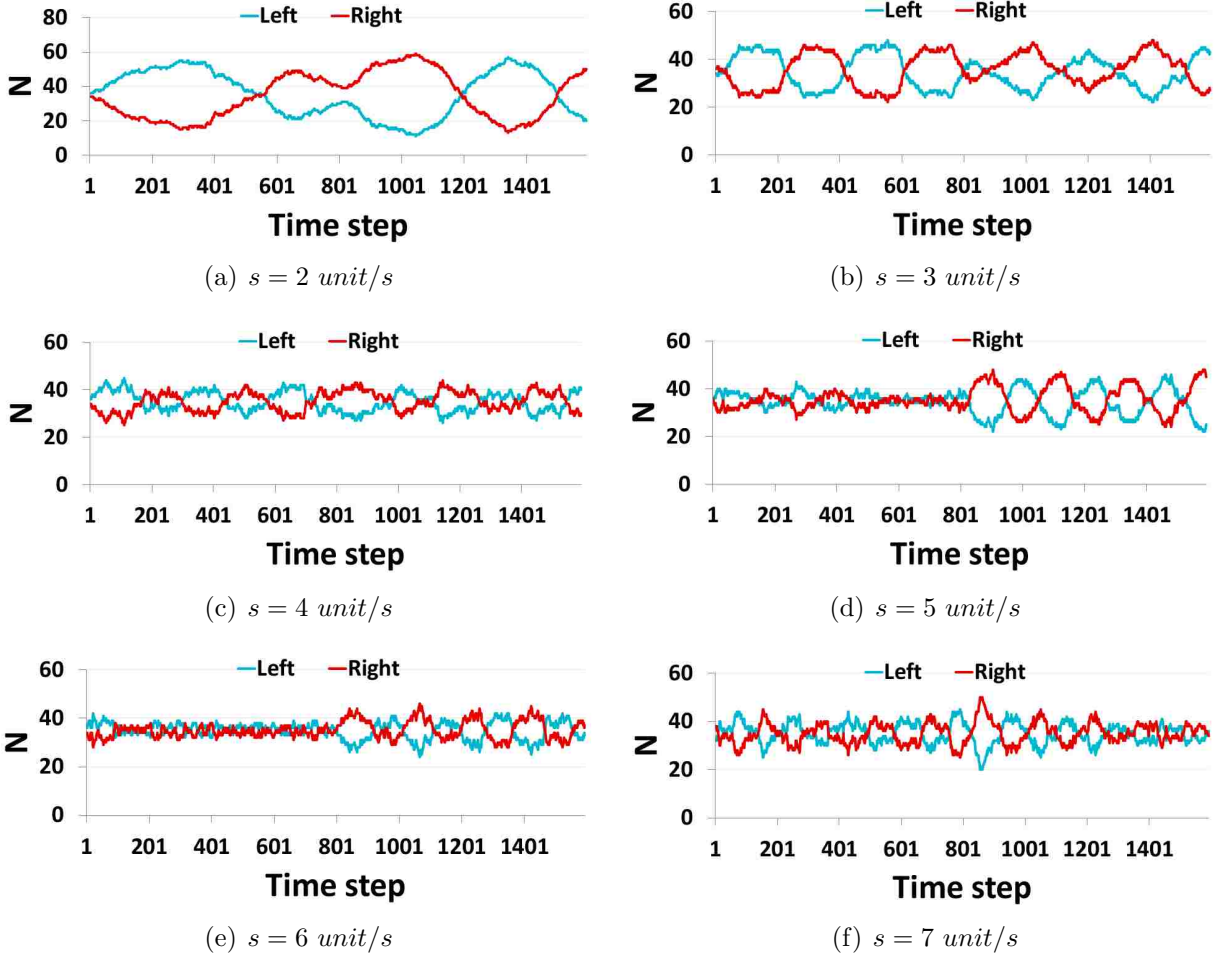 Left Right
80
60
40
20
0
N
1 201 401 601 801 1001 1201 1401
Time step
(a) s = 2 unit/s
Left Right
60
40
20
0
N
1 201 401 601 801 1001 1201 1401
Time step
(b) s = 3 unit/s
Left Right
60
40
20
0
N
1 201 401 601 801 1001 1201 1401
Time step
(c) s = 4 unit/s
Left Right
60
40
20
0
N
1 201 401 601 801 1001 1201 1401
Time step
(d) s = 5 unit/s
Left Right
60
40
20
0
N
1 201 401 601 801 1001 1201 1401
Time step
(e) s = 6 unit/s
Left Right
60
40
20
0
N
1 201 401 601 801 1001 1201 1401
Time step
(f) s = 7 unit/s